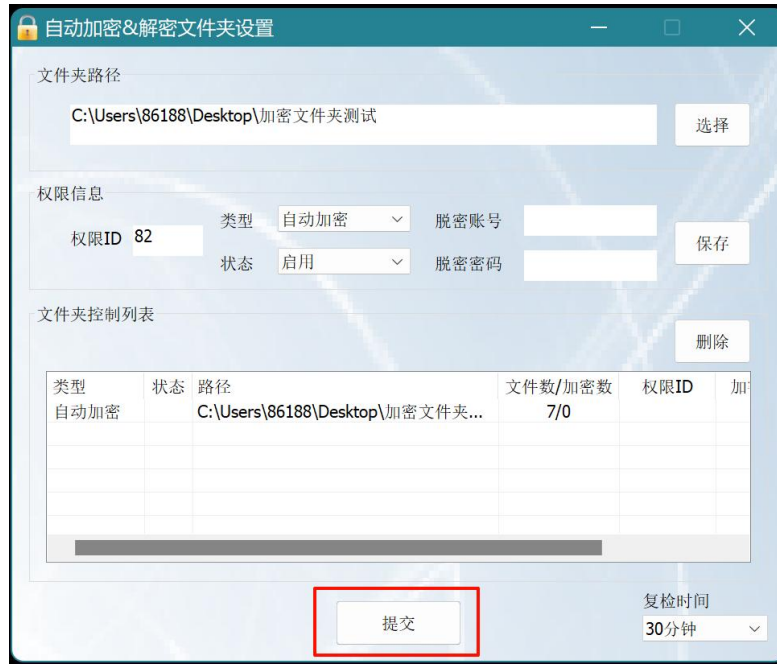 自动加密&解密文件夹设置
文件夹路径
C:\Users\86188\Desktop\加密文件夹测试
选择
权限信息
权限ID 82 类型 自动加密 脱密账号
状态 启用 脱密密码
保存
文件夹控制列表
删除
类型 状态 路径 文件数/加密数 权限ID 加
自动加密 C:\Users\86188\Desktop\加密文件夹... 7/0
提交
复检时间
30分钟